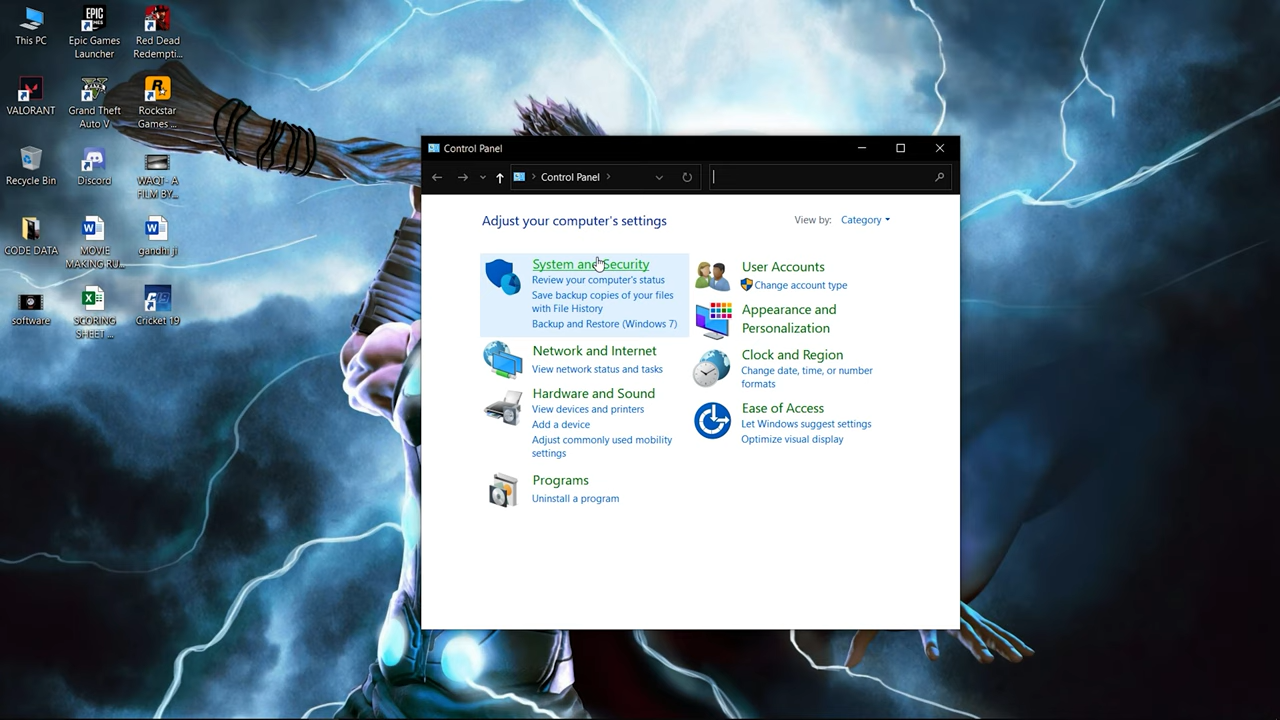 This PC
Epic Games
Launcher
Red Dead
Redempti...
VALORANT
Grand Theft
Auto V
Rockstar
Games ...
Recycle Bin
Discord
WAQT- A
FILM BY...
CODE DATA
MOVIE
MAKING RU...
gandhi ji
software
SCORING
SHEET ...
Cricket 19
Control Panel
Control Panel
Adjust your computer's settings
View by:
Category
System and Security
Review your computer's status
Save backup copies of your files
with File History
Backup and Restore (Windows 7)
Network and Internet
View network status and tasks
Hardware and Sound
View devices and printers
Add a device
Adjust commonly used mobility
settings
Programs
Uninstall a program
User Accounts
Change account type
Appearance and
Personalization
Clock and Region
Change date, time, or number
formats
Ease of Access
Let Windows suggest settings
Optimize visual display